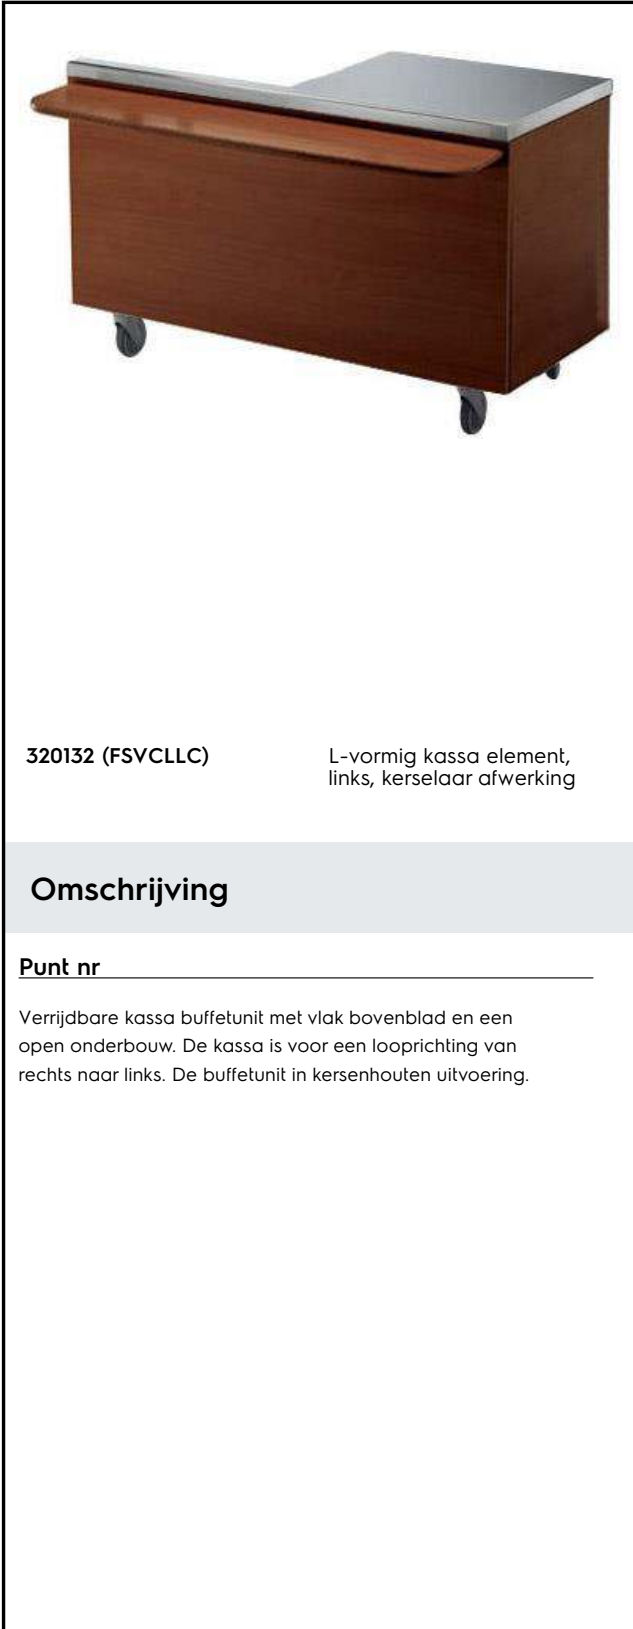 320132 (FSVCLLC)
L-vormig kassa element,
links, kerselaar afwerking
Omschrijving
Punt nr
Verrijdbare kassa buffetunit met vlak bovenblad en een
open onderbouw. De kassa is voor een looprichting van
rechts naar links. De buffetunit in kersenhouten uitvoering.